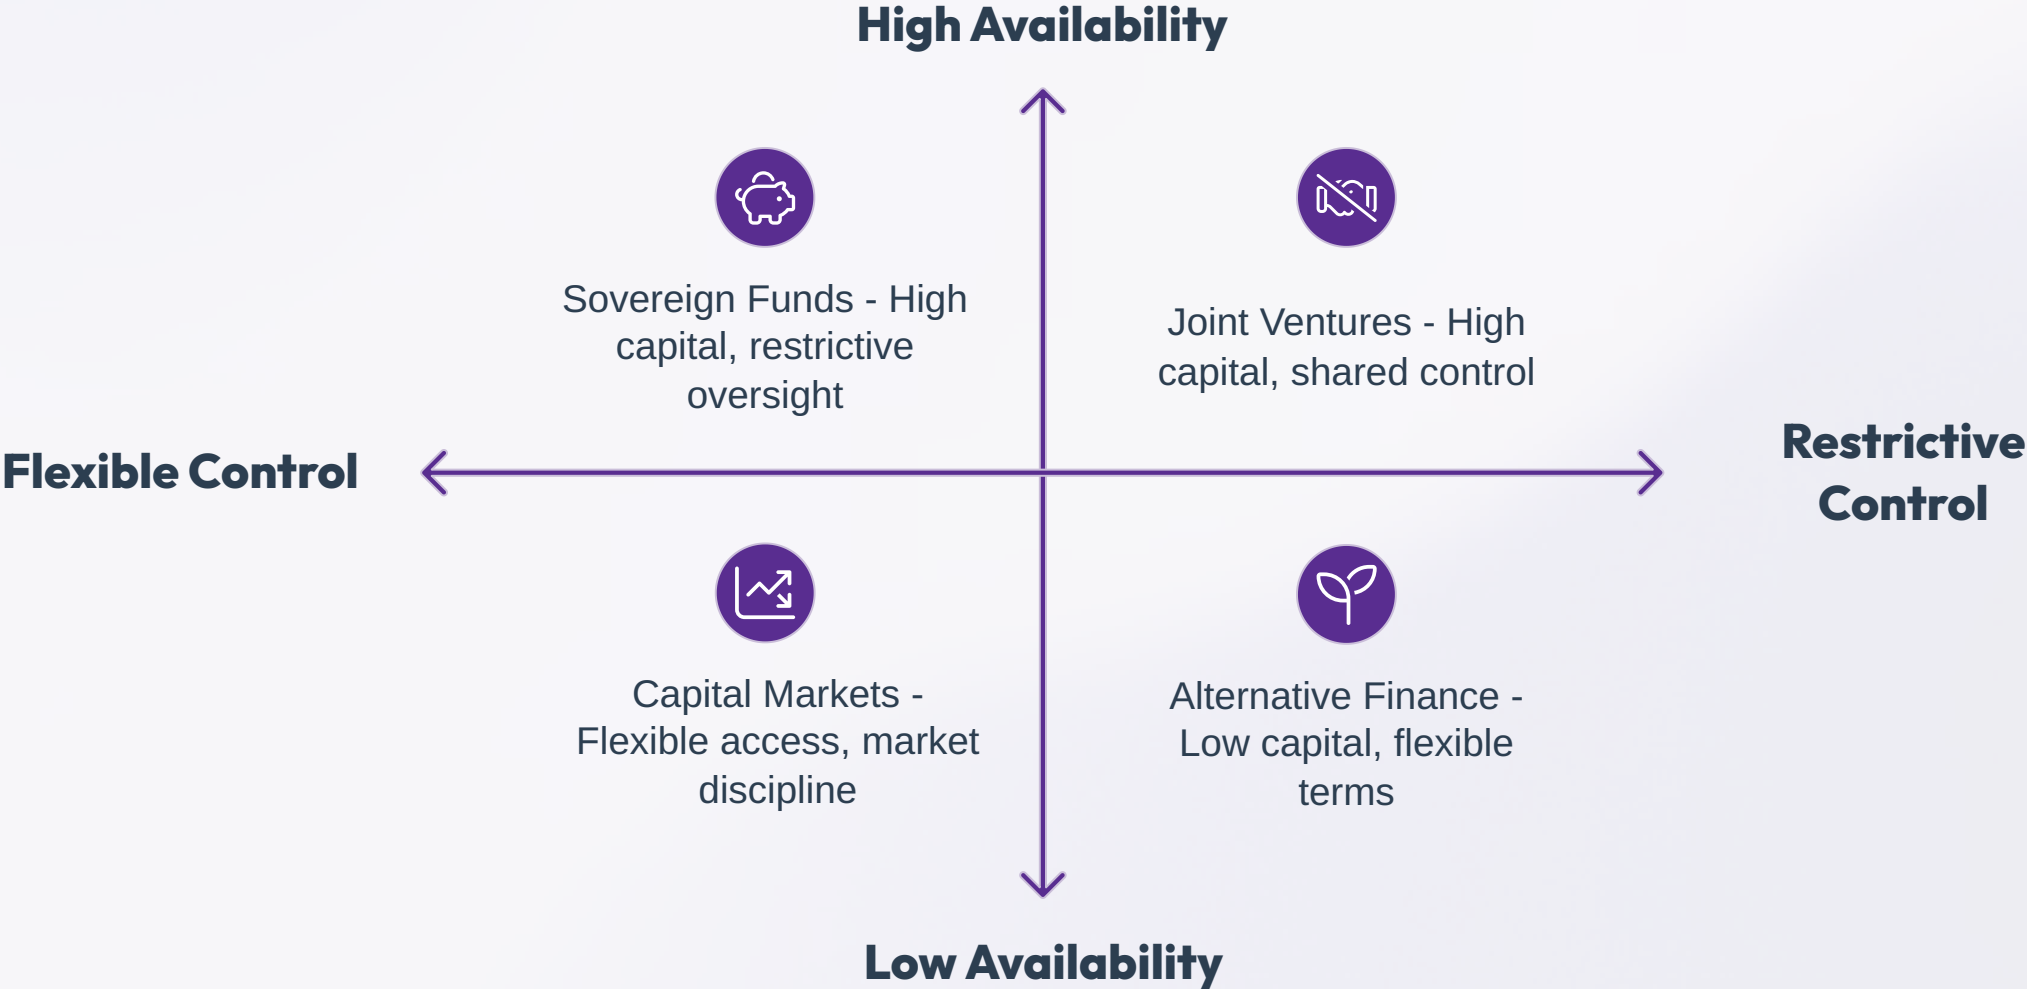 High Availability
Sovereign Funds - High
capital, restrictive
oversight
Joint Ventures - High
capital, shared control
Flexible Control
Restrictive
Control
Capital Markets -
Flexible access, market
discipline
Alternative Finance -
Low capital, flexible
terms
Low Availability